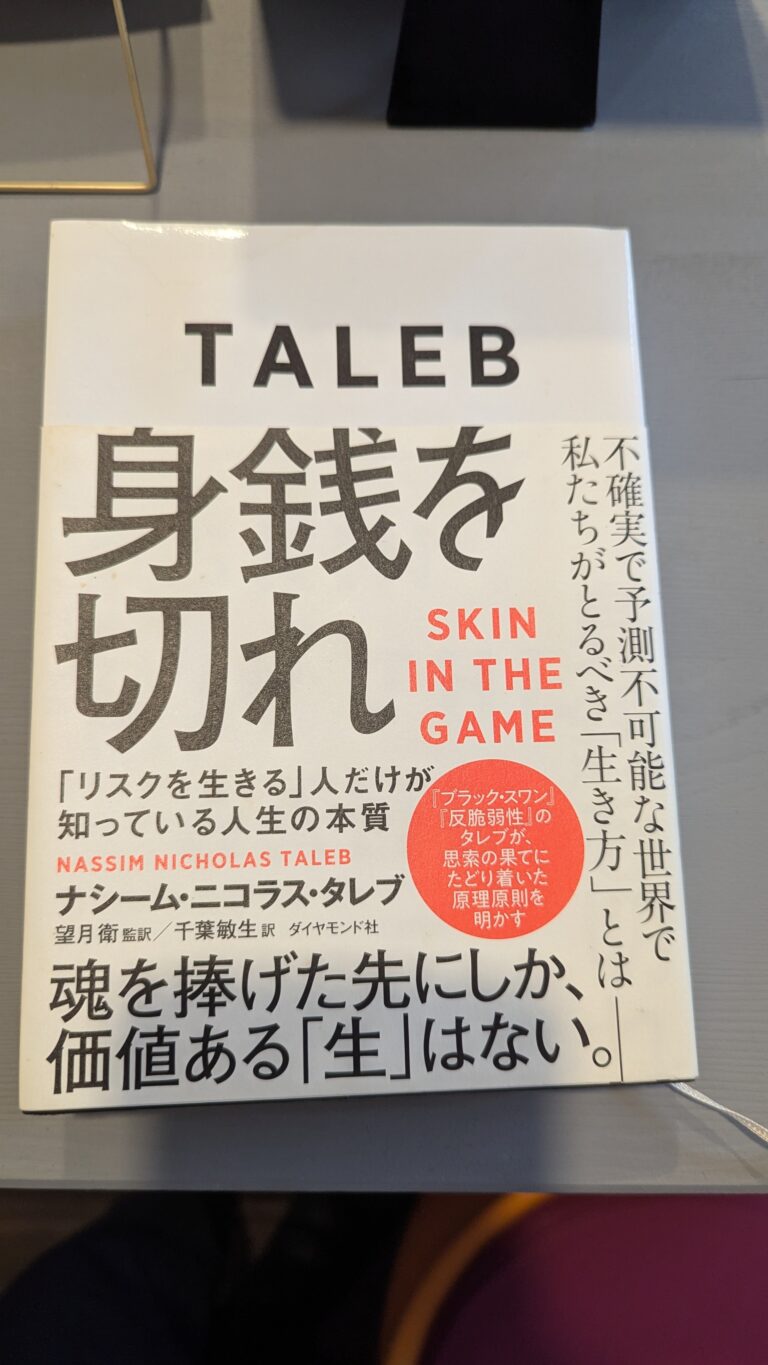 TALEB
身銭を
切れ
SKIN
IN THE
GAME
不確実で予測不可能な世界で
私たちがとるべき「生き方」とは——
「リスクを生きる」人だけが
知っている人生の本質
『ブラック・スワン』
『反脆弱性』の
タレブが、
思索の果てに
たどり着いた
原理原則を
明かす
NASSIM NICHOLAS TALEB
ナシーム・ニコラス・タレブ
望月衛 監訳／千葉敏生 訳 ダイヤモンド社
魂を捧げた先にしか、
価値ある「生」はない。